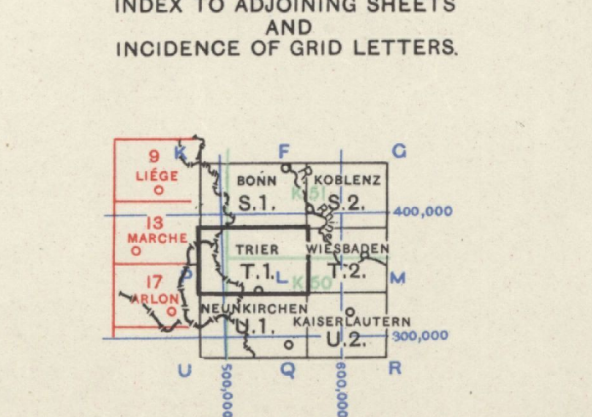 INDEX TO ADJOINING SHEETS
AND
INCIDENCE OF GRID LETTERS.
K F G
9
LIÉGE
BONN
S.1.
K 51
KOBLENZ
S.2.
400,000
13
MARCHE
TRIER
T.1.
WIESBADEN
T.2.
P L M
K 50
17
ARLON
NEUNKIRCHEN
U.1.
KAISERLAUTERN
U.2.
300,000
U Q R
500,000
600,000